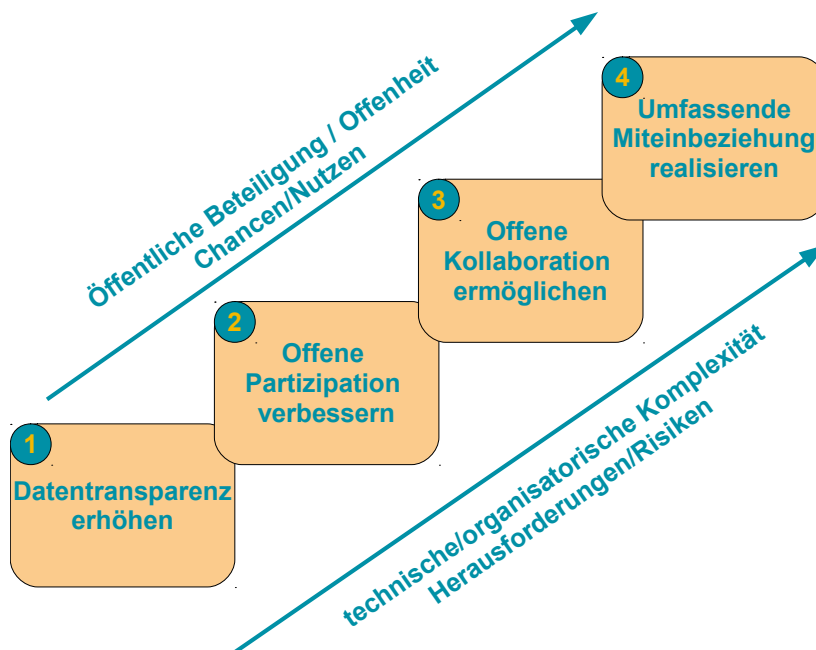 Öffentliche Beteiligung / Offenheit
Chancen/Nutzen
4
Umfassende
Miteinbeziehung
realisieren
3
Offene
Kollaboration
ermöglichen
2
Offene
Partizipation
verbessern
1
Datentransparenz
erhöhen
technische/organisatorische Komplexität
Herausforderungen/Risiken